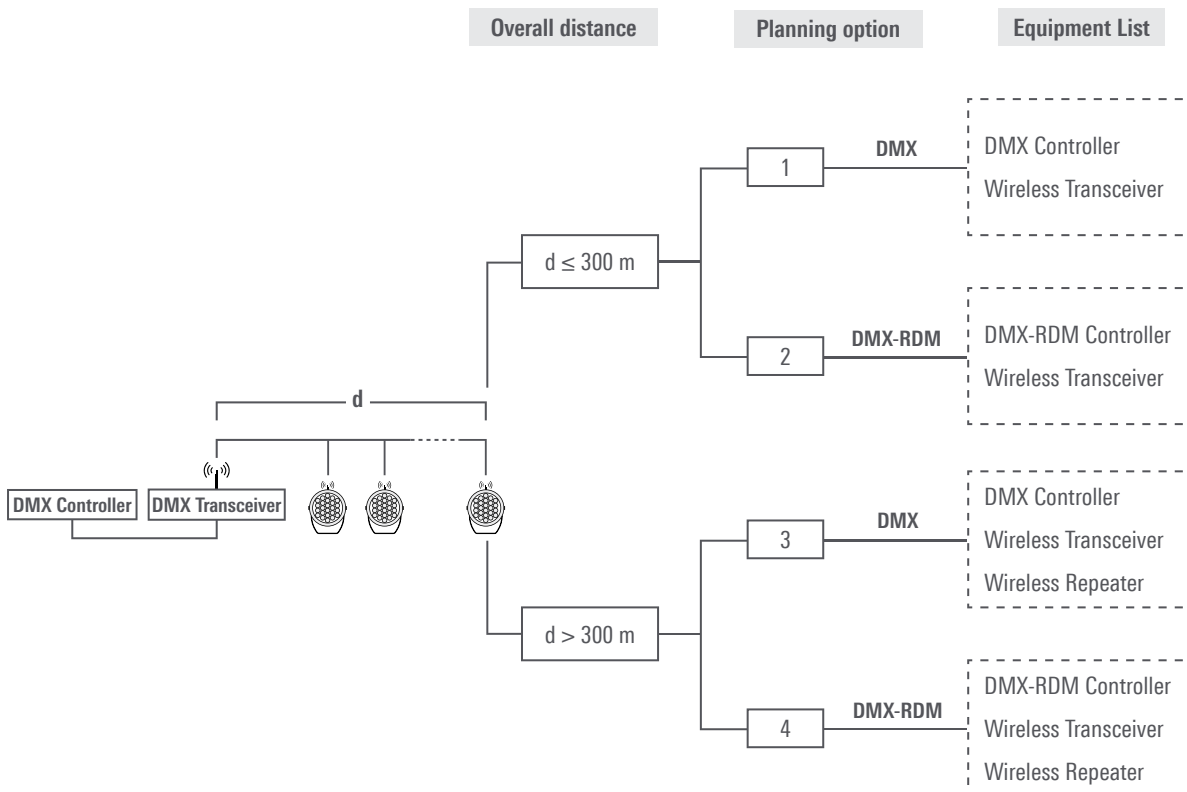 Overall distance
Planning option
Equipment List
d ≤ 300 m
1
DMX
DMX Controller
Wireless Transceiver
2
DMX-RDM
DMX-RDM Controller
Wireless Transceiver
d
DMX Controller
DMX Transceiver
d > 300 m
3
DMX
DMX Controller
Wireless Transceiver
Wireless Repeater
4
DMX-RDM
DMX-RDM Controller
Wireless Transceiver
Wireless Repeater